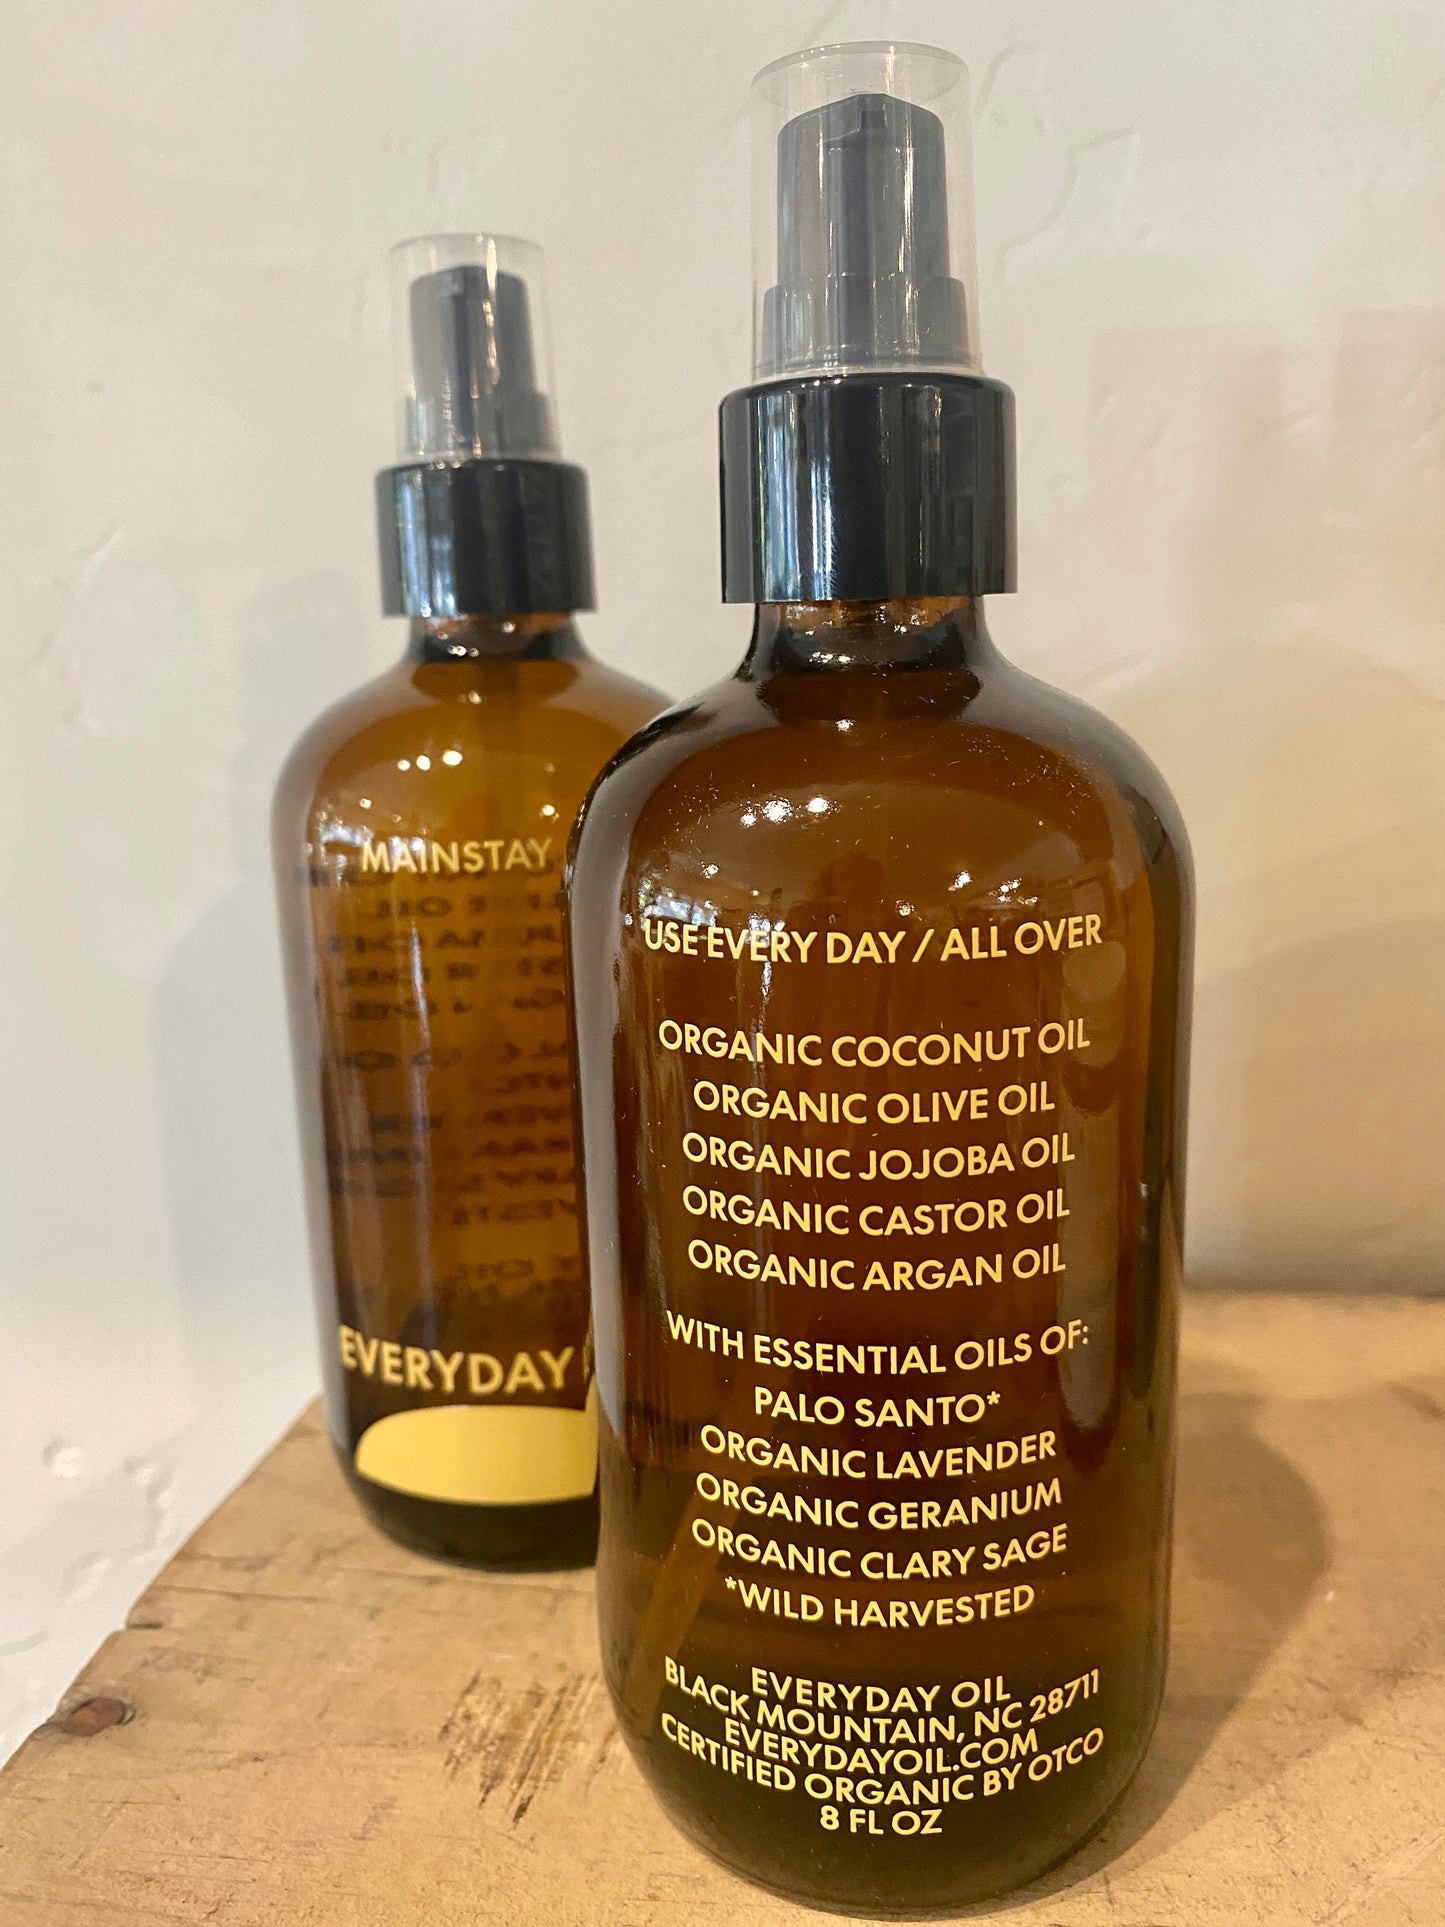 MAINSTAY
EVERYDAY
USE EVERY DAY / ALL OVER
ORGANIC COCONUT OIL
ORGANIC OLIVE OIL
ORGANIC JOJOBA OIL
ORGANIC CASTOR OIL
ORGANIC ARGAN OIL
WITH ESSENTIAL OILS OF:
PALO SANTO*
ORGANIC LAVENDER
ORGANIC GERANIUM
ORGANIC CLARY SAGE
*WILD HARVESTED
EVERYDAY OIL
BLACK MOUNTAIN, NC 28711
EVERYDAYOIL.COM
CERTIFIED ORGANIC BY OTCO
8 FL OZ